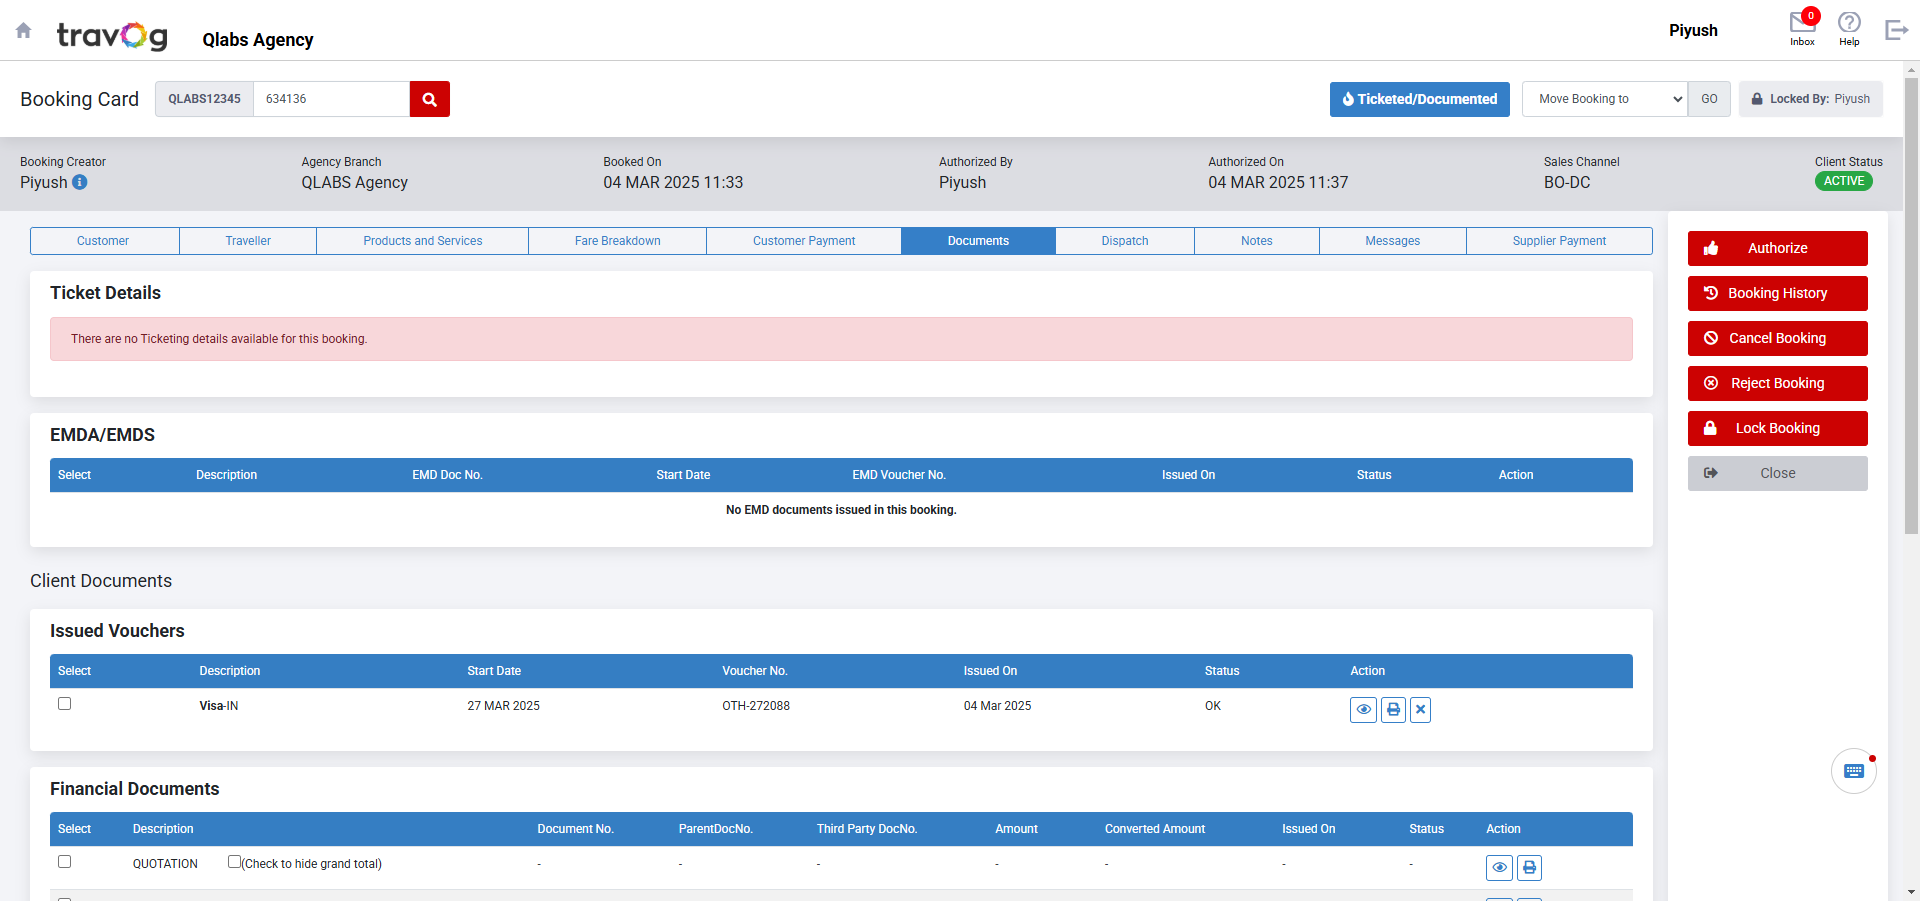 travog
Qlabs Agency
Piyush
0
Inbox
Help
Booking Card
QLABS12345
634136
Ticketed/Documented
Move Booking to
GO
Locked By: Piyush
Booking Creator
Piyush
Agency Branch
QLABS Agency
Booked On
04 MAR 2025 11:33
Authorized By
Piyush
Authorized On
04 MAR 2025 11:37
Sales Channel
BO-DC
Client Status
ACTIVE
Customer
Traveller
Products and Services
Fare Breakdown
Customer Payment
Documents
Dispatch
Notes
Messages
Supplier Payment
Authorize
Booking History
Cancel Booking
Reject Booking
Lock Booking
Close
Ticket Details
There are no Ticketing details available for this booking.
EMDA/EMDS
Select Description EMD Doc No. Start Date EMD Voucher No. Issued On Status Action
No EMD documents issued in this booking.
Client Documents
Issued Vouchers
Select Description Start Date Voucher No. Issued On Status Action
Visa-IN 27 MAR 2025 OTH-272088 04 Mar 2025 OK
Financial Documents
Select Description Document No. ParentDocNo. Third Party DocNo. Amount Converted Amount Issued On Status Action
QUOTATION (Check to hide grand total) - - - - - - -